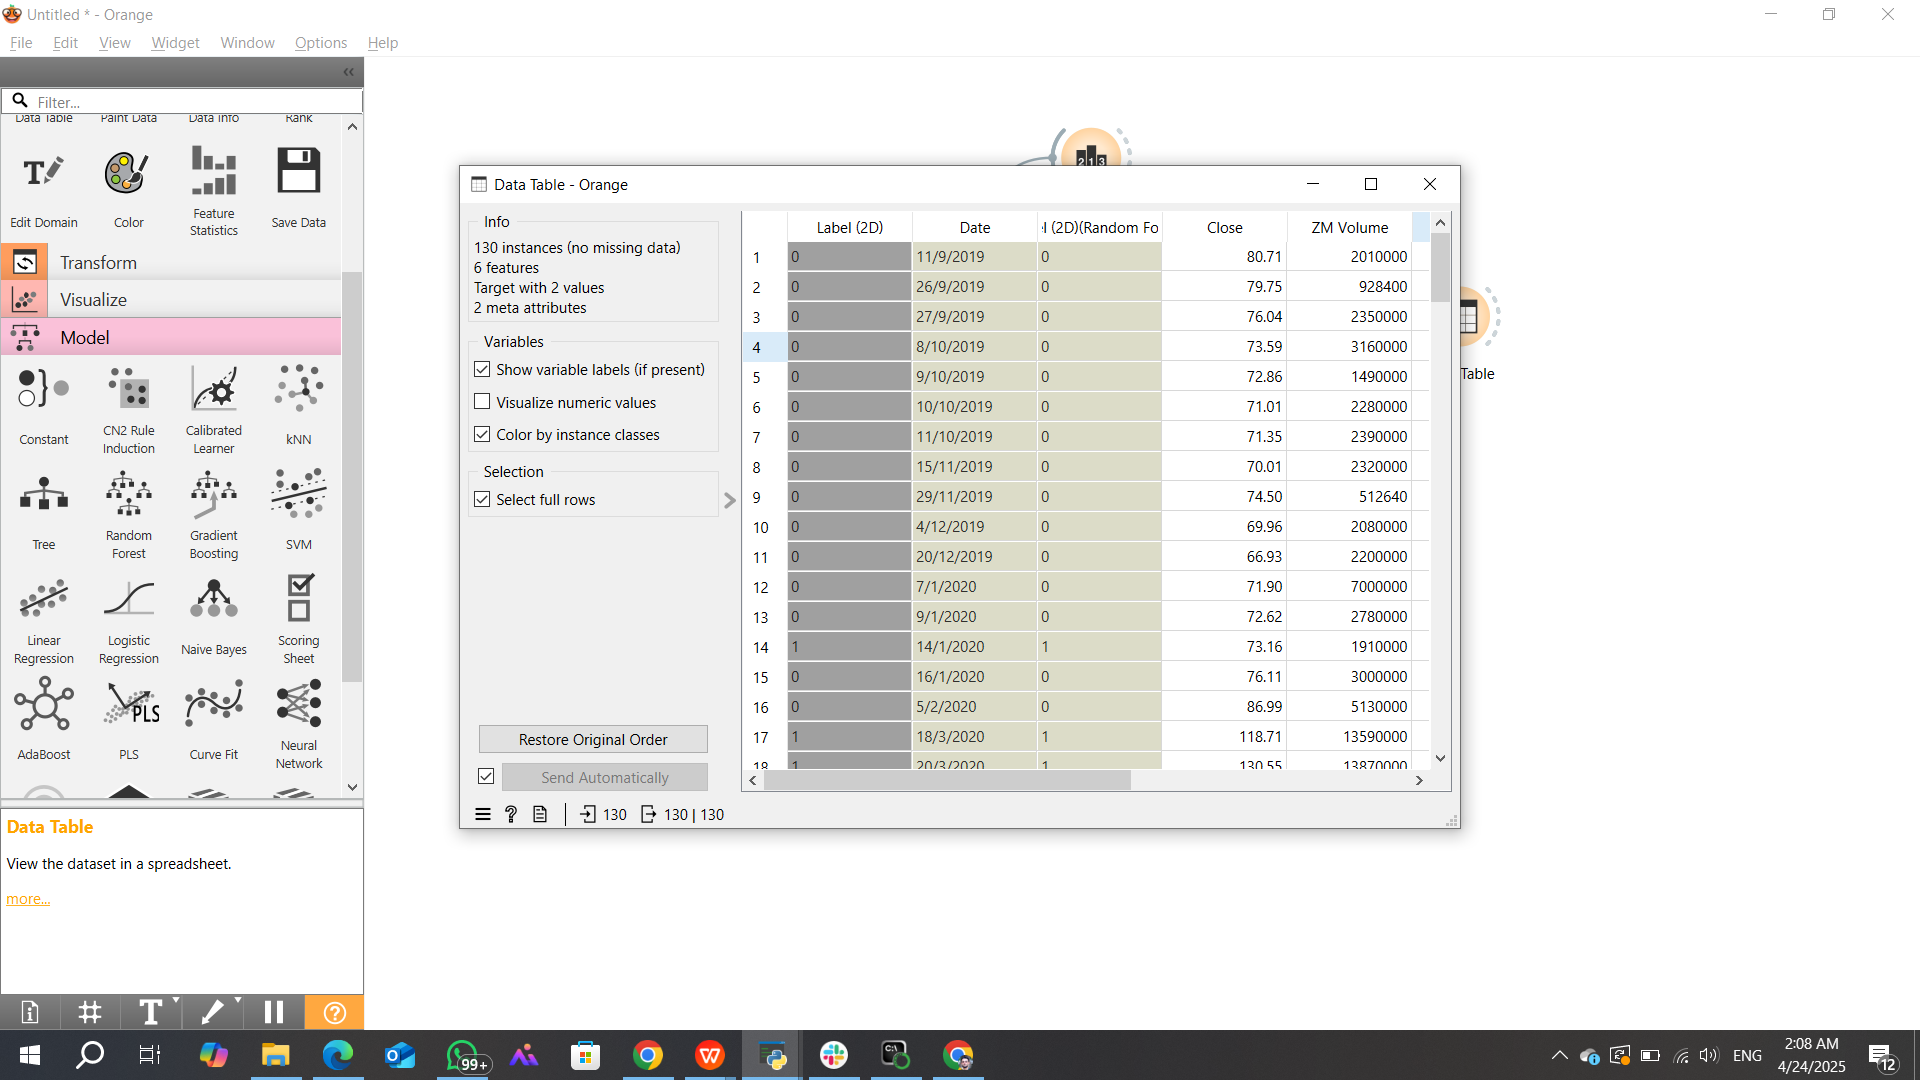 Untitled * - Orange
File Edit View Widget Window Options Help
Filter...
Data Table Paint Data Data Info Rank
Edit Domain Color Feature Statistics Save Data
Transform
Visualize
Model
Constant CN2 Rule Induction Calibrated Learner kNN
Tree Random Forest Gradient Boosting SVM
Linear Regression Logistic Regression Naive Bayes Scoring Sheet
PLS
AdaBoost PLS Curve Fit Neural Network
Data Table
View the dataset in a spreadsheet.
more...
213
Table
Data Table - Orange
Info
130 instances (no missing data)
6 features
Target with 2 values
2 meta attributes
Variables
Show variable labels (if present)
Visualize numeric values
Color by instance classes
Selection
Select full rows
Restore Original Order
Send Automatically
130 130 | 130
Label (2D) Date l (2D)(Random Fo Close ZM Volume
1 0 11/9/2019 0 80.71 2010000
2 0 26/9/2019 0 79.75 928400
3 0 27/9/2019 0 76.04 2350000
4 0 8/10/2019 0 73.59 3160000
5 0 9/10/2019 0 72.86 1490000
6 0 10/10/2019 0 71.01 2280000
7 0 11/10/2019 0 71.35 2390000
8 0 15/11/2019 0 70.01 2320000
9 0 29/11/2019 0 74.50 512640
10 0 4/12/2019 0 69.96 2080000
11 0 20/12/2019 0 66.93 2200000
12 0 7/1/2020 0 71.90 7000000
13 0 9/1/2020 0 72.62 2780000
14 1 14/1/2020 1 73.16 1910000
15 0 16/1/2020 0 76.11 3000000
16 0 5/2/2020 0 86.99 5130000
17 1 18/3/2020 1 118.71 13590000
18 1 20/3/2020 1 130.55 13870000
99+
C:\
ENG
2:08 AM
4/24/2025
12